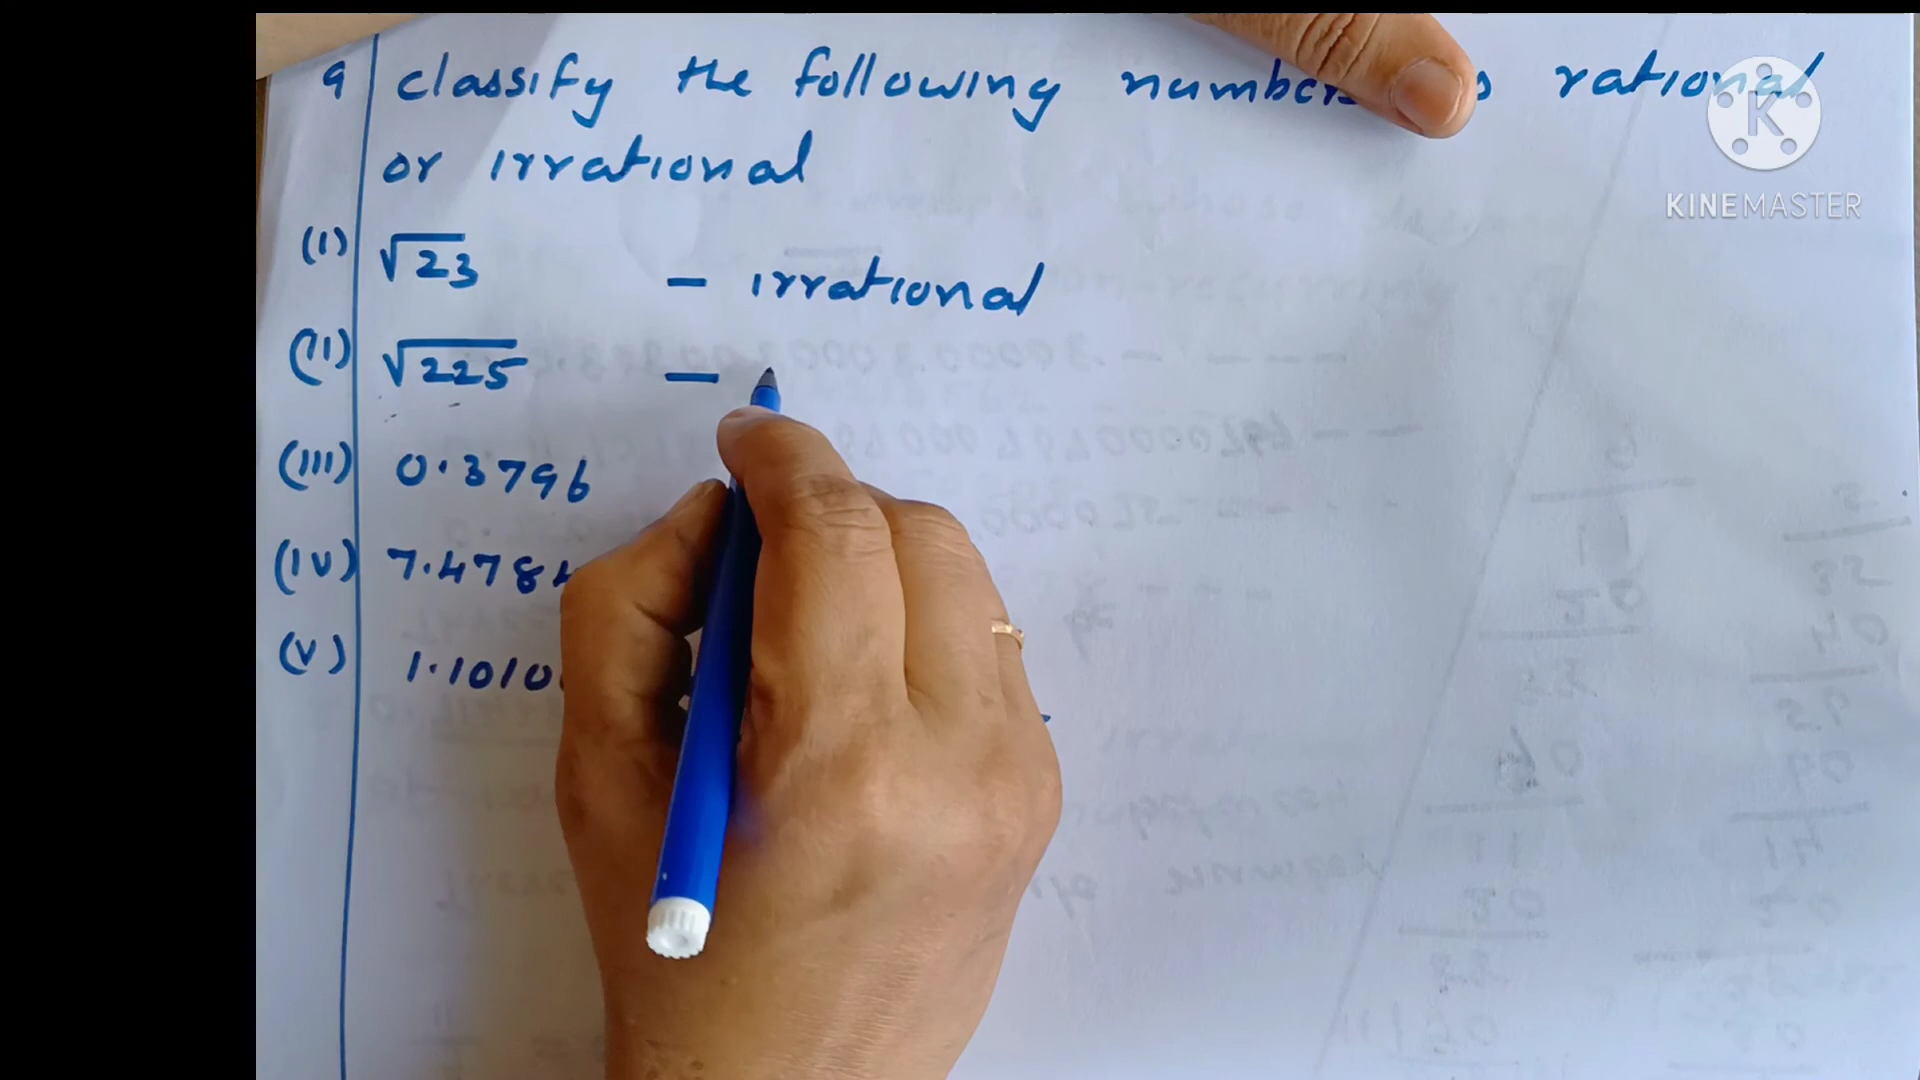 9 classify the following numbers rational
or irrational
(i) √23 - irrational
(ii) √225 -
(iii) 0.3796
(iv) 7.478
(v) 1.1010
KINEMASTER